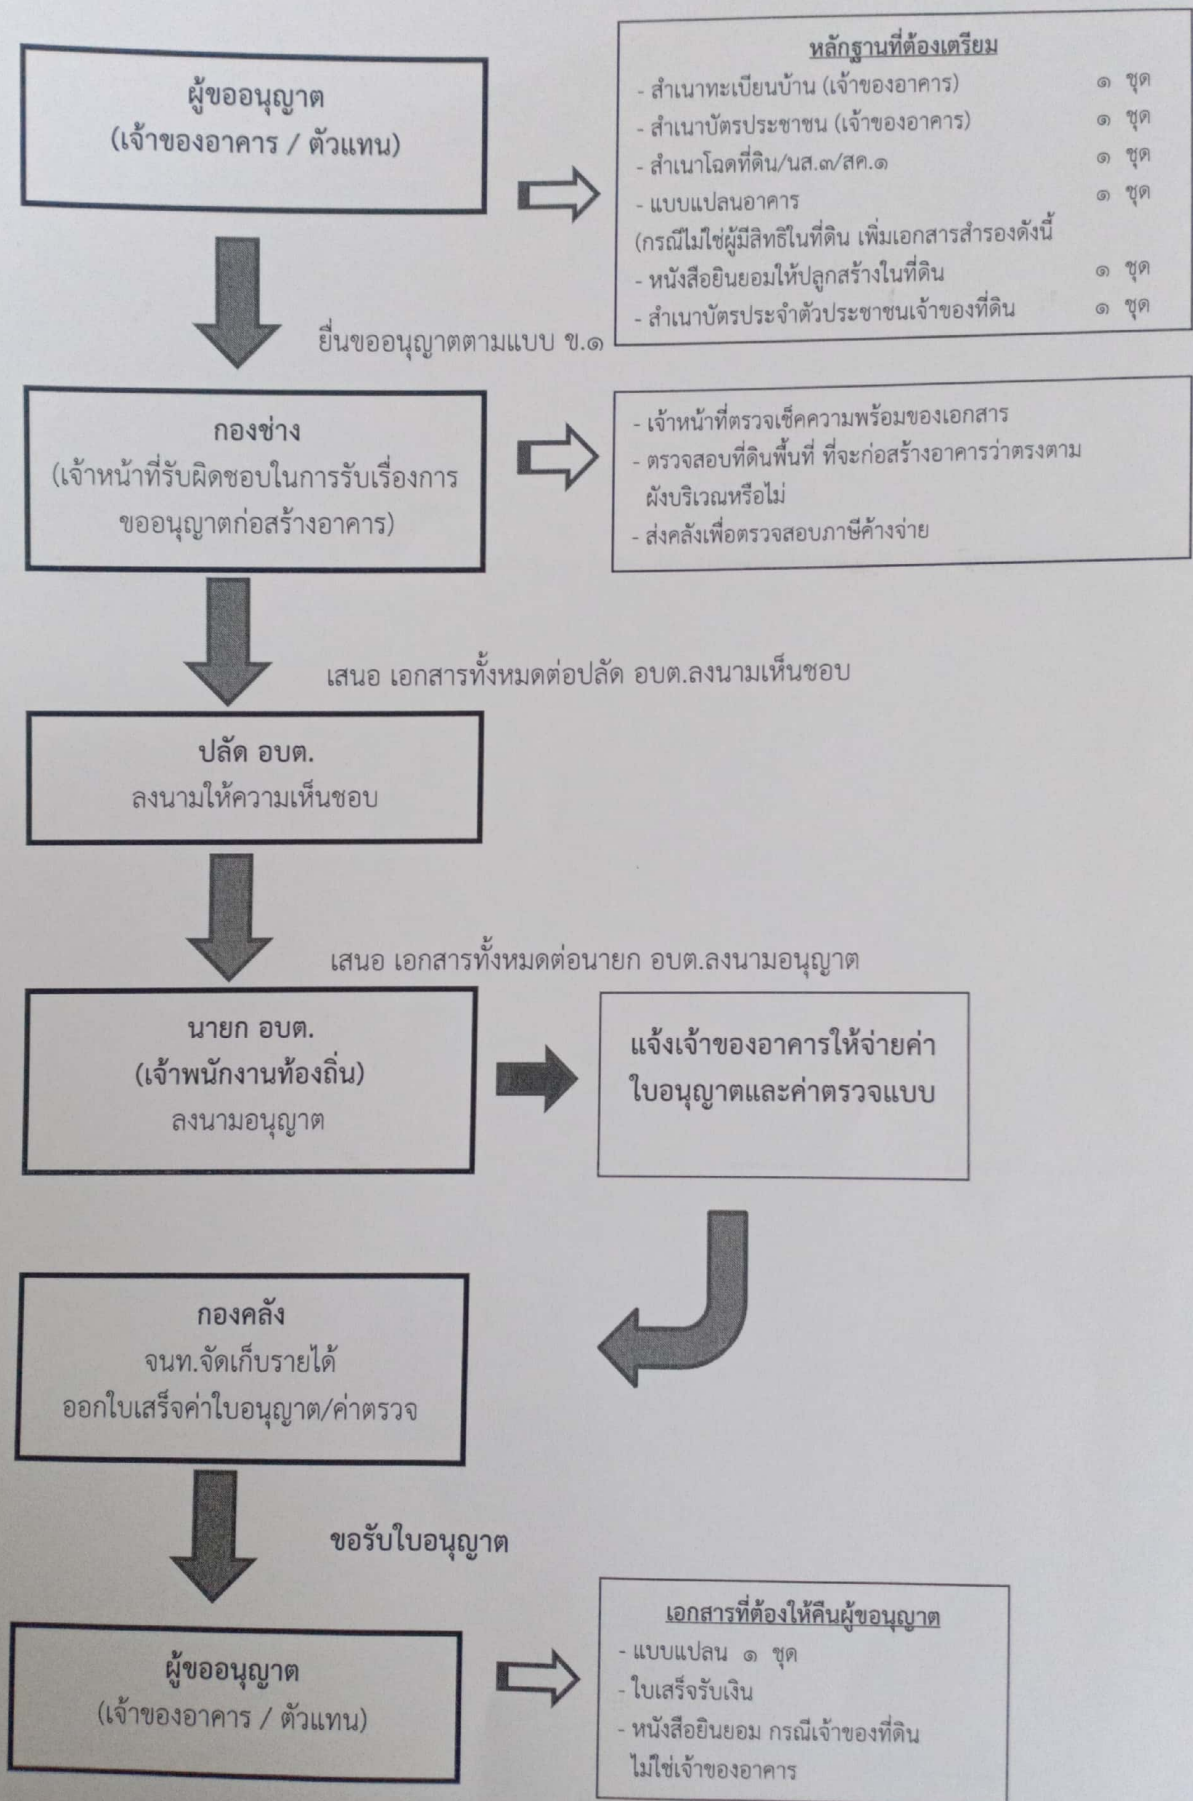 ผู้ขออนุญาต
(เจ้าของอาคาร / ตัวแทน)
หลักฐานที่ต้องเตรียม
- สำเนาทะเบียนบ้าน (เจ้าของอาคาร) ๑ ชุด
- สำเนาบัตรประชาชน (เจ้าของอาคาร) ๑ ชุด
- สำเนาโฉดที่ดิน/นส.๓/สค.๑ ๑ ชุด
- แบบแปลนอาคาร ๑ ชุด
(กรณีไม่ใช่ผู้มีสิทธิในที่ดิน เพิ่มเอกสารสำรองดังนี้
- หนังสือยินยอมให้ปลูกสร้างในที่ดิน ๑ ชุด
- สำเนาบัตรประจำตัวประชาชนเจ้าของที่ดิน ๑ ชุด
ยื่นขออนุญาตตามแบบ ข.๑
กองช่าง
(เจ้าหน้าที่รับผิดชอบในการรับเรื่องการ
ขออนุญาตก่อสร้างอาคาร)
- เจ้าหน้าที่ตรวจเช็คความพร้อมของเอกสาร
- ตรวจสอบที่ดินพื้นที่ ที่จะก่อสร้างอาคารว่าตรงตาม
ผังบริเวณหรือไม่
- ส่งคลังเพื่อตรวจสอบภาษีค้างจ่าย
เสนอ เอกสารทั้งหมดต่อปลัด อบต.ลงนามเห็นชอบ
ปลัด อบต.
ลงนามให้ความเห็นชอบ
เสนอ เอกสารทั้งหมดต่อนายก อบต.ลงนามอนุญาต
นายก อบต.
(เจ้าพนักงานท้องถิ่น)
ลงนามอนุญาต
แจ้งเจ้าของอาคารให้จ่ายค่า
ใบอนุญาตและค่าตรวจแบบ
กองคลัง
จนท.จัดเก็บรายได้
ออกใบเสร็จค่าใบอนุญาต/ค่าตรวจ
ขอรับใบอนุญาต
ผู้ขออนุญาต
(เจ้าของอาคาร / ตัวแทน)
เอกสารที่ต้องให้คืนผู้ขอนุญาต
- แบบแปลน ๑ ชุด
- ใบเสร็จรับเงิน
- หนังสือยินยอม กรณีเจ้าของที่ดิน
ไม่ใช่เจ้าของอาคาร